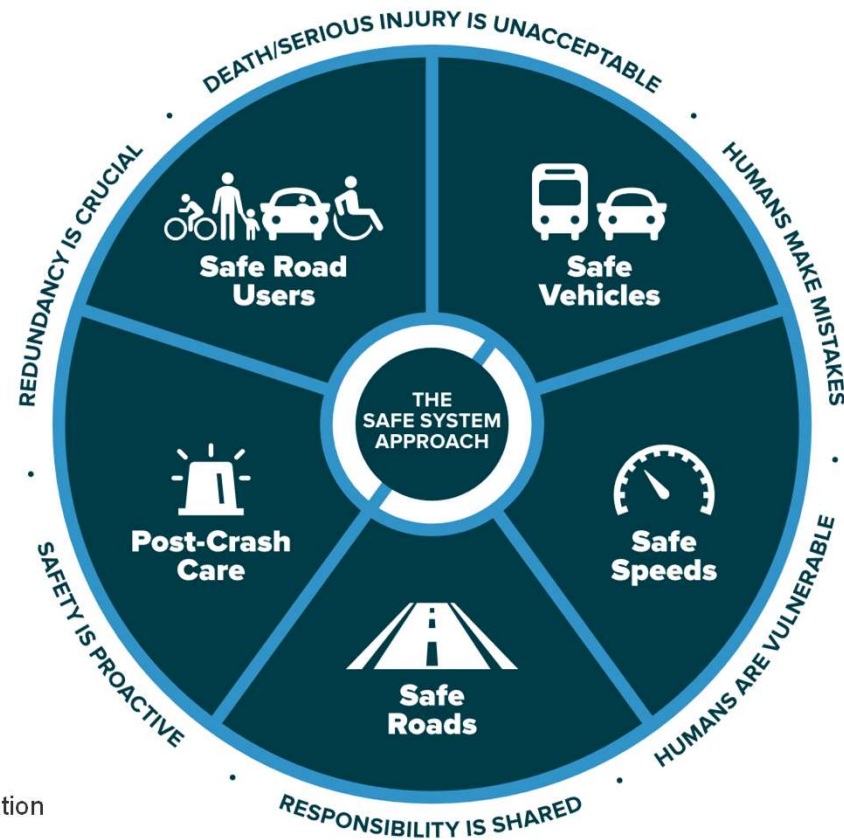 DEATH/SERIOUS INJURY IS UNACCEPTABLE
HUMANS MAKE MISTAKES
HUMANS ARE VULNERABLE
RESPONSIBILITY IS SHARED
SAFETY IS PROACTIVE
REDUNDANCY IS CRUCIAL
Safe Road
Users
Safe
Vehicles
THE
SAFE SYSTEM
APPROACH
Post-Crash
Care
Safe
Speeds
Safe
Roads
tion